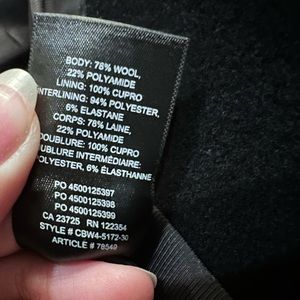 BODY: 78% WOOL,
22% POLYAMIDE
LINING: 100% CUPRO
INTERLINING: 94% POLYESTER,
6% ELASTANE
CORPS: 78% LAINE,
22% POLYAMIDE
DOUBLURE: 100% CUPRO
DOUBLURE INTERMÉDIAIRE:
POLYESTER, 6% ÉLASTHANNE
PO 4500125397
PO 4500125398
PO 4500125399
CA 23725 RN 122354
STYLE # CBW4-5172-30
ARTICLE # 78549